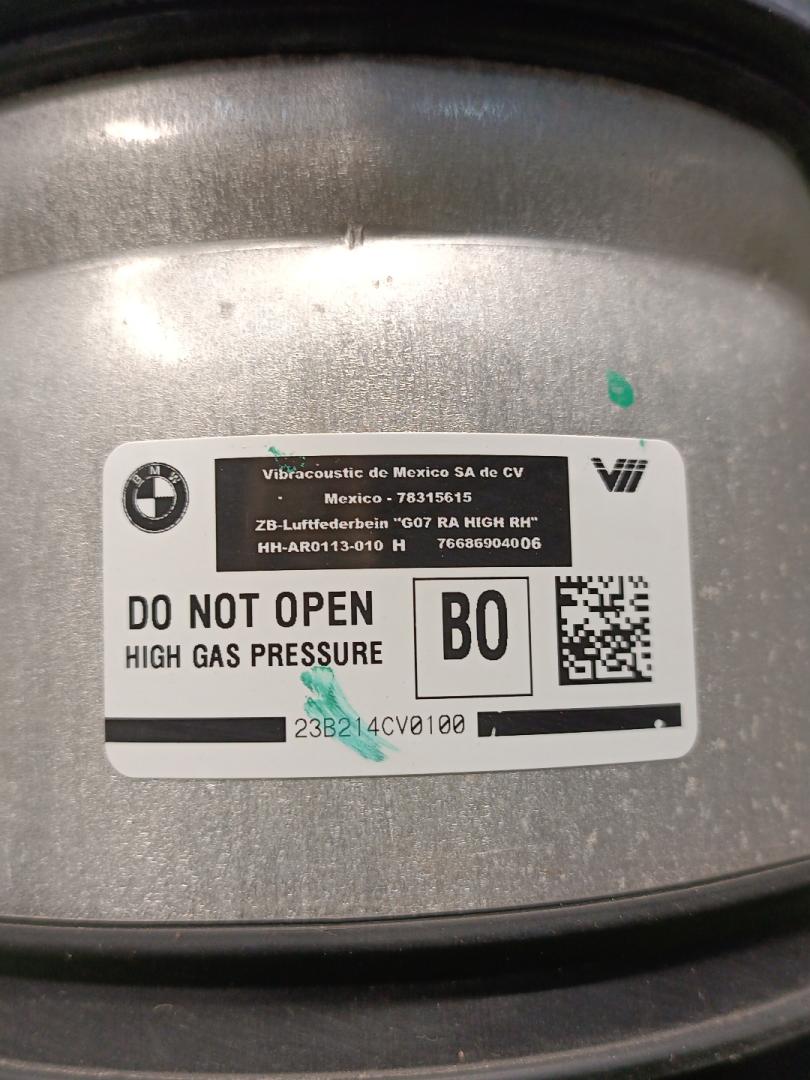 BMW
Vibracoustic de Mexico SA de CV
Mexico - 78315615
ZB-Luftfederbein "G07 RA HIGH RH"
HH-AR0113-010 H 76686904006
DO NOT OPEN
HIGH GAS PRESSURE
BO
23B214CV0100